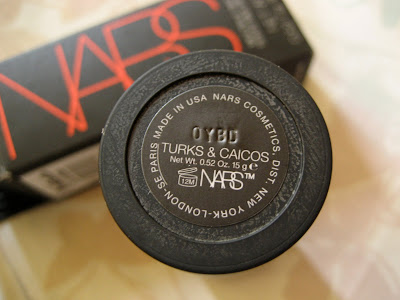 NARS
MADE IN USA NARS COSMETICS, DIST. NEW YORK-LONDON-SE PARIS
0YBD
TURKS & CAICOS
Net Wt. 0.52 Oz. 15 g ℮
12M
NARS™